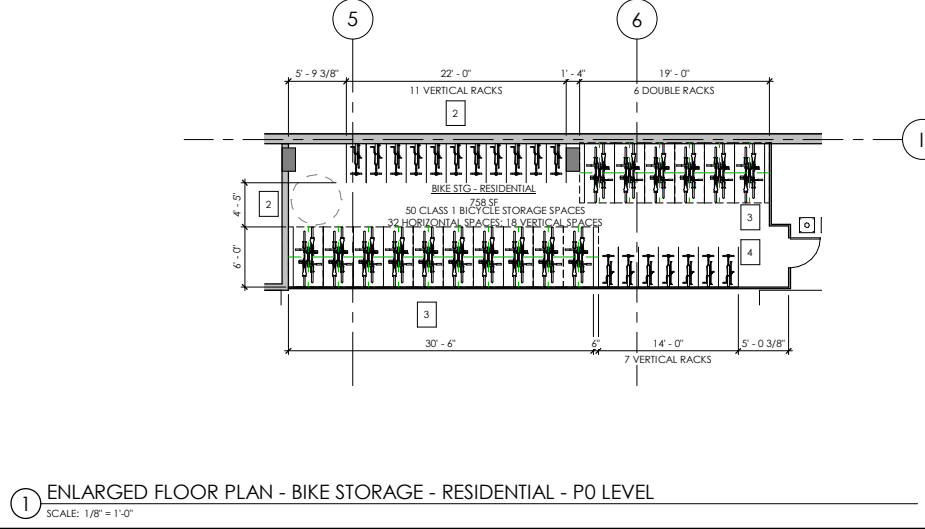 5
6
5' - 9 3/8"
22' - 0"
1' - 4"
19' - 0"
11 VERTICAL RACKS
6 DOUBLE RACKS
2
I
BIKE STG - RESIDENTIAL
758 SF
50 CLASS 1 BICYCLE STORAGE SPACES
32 HORIZONTAL SPACES; 18 VERTICAL SPACES
2
4' - 5"
3
6' - 0"
4
3
30' - 6"
6"
14' - 0"
5' - 0 3/8"
7 VERTICAL RACKS
1
ENLARGED FLOOR PLAN - BIKE STORAGE - RESIDENTIAL - P0 LEVEL
SCALE: 1/8" = 1'-0"